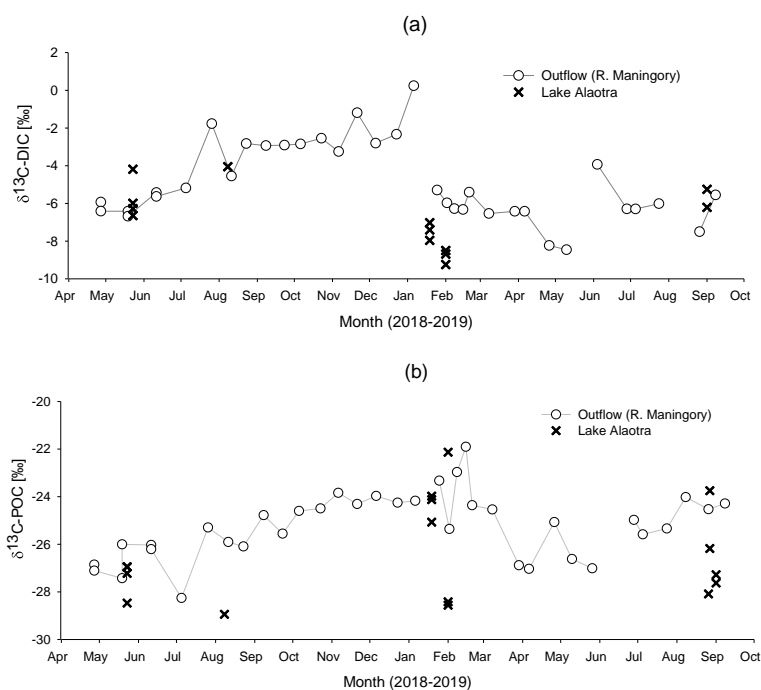 (a)
2
0
-2
-4
-6
-8
-10
δ13C-DIC [‰]
Outflow (R. Maningory)
Lake Alaotra
Apr May Jun Jul Aug Sep Oct Nov Dec Jan Feb Mar Apr May Jun Jul Aug Sep Oct
Month (2018-2019)
(b)
-20
-22
-24
-26
-28
-30
δ13C-POC [‰]
Outflow (R. Maningory)
Lake Alaotra
Apr May Jun Jul Aug Sep Oct Nov Dec Jan Feb Mar Apr May Jun Jul Aug Sep Oct
Month (2018-2019)